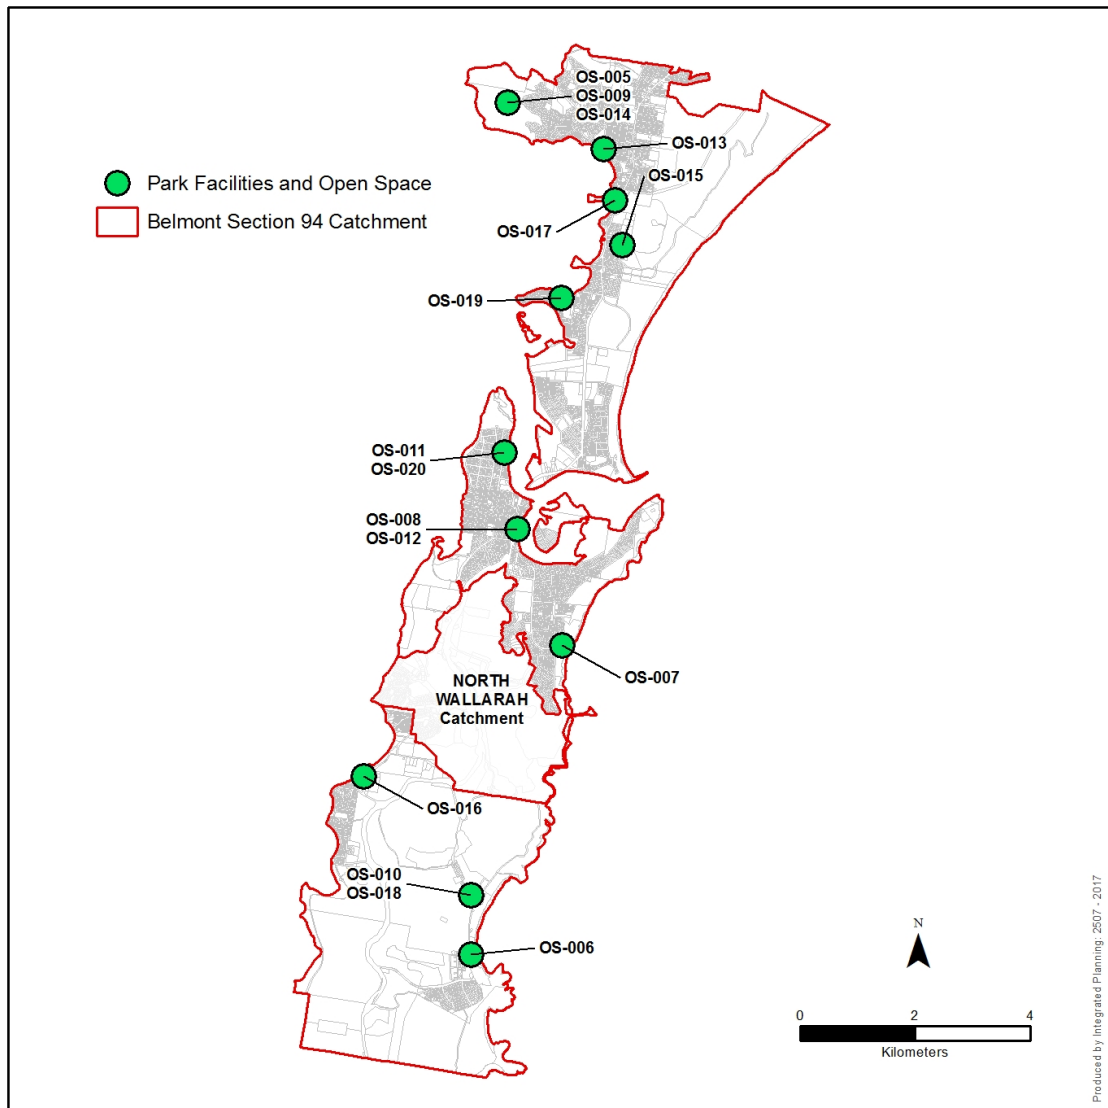 OS-005
OS-009
OS-014
OS-013
OS-015
Park Facilities and Open Space
Belmont Section 94 Catchment
OS-017
OS-019
OS-011
OS-020
OS-008
OS-012
OS-007
NORTH
WALLARAH
Catchment
OS-016
OS-010
OS-018
OS-006
N
0 2 4
Kilometers
Produced by Integrated Planning: 2507 - 2017